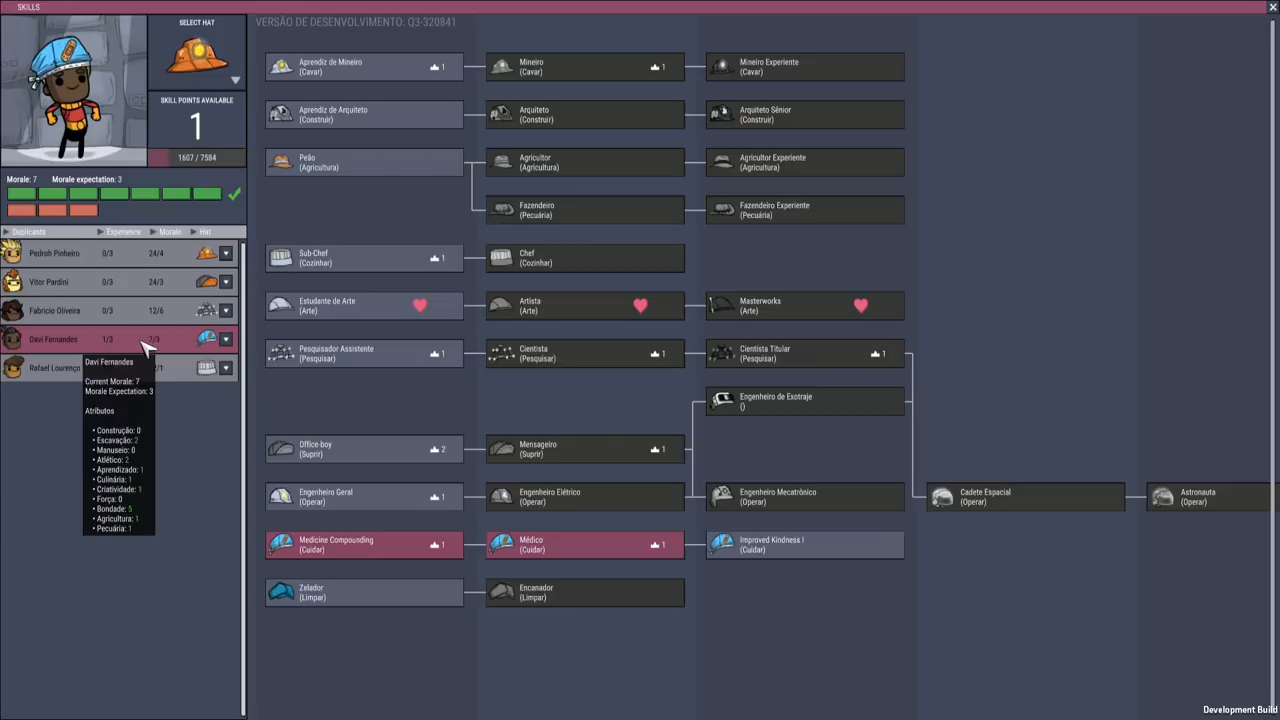 SKILLS
SELECT HAT
SKILL POINTS AVAILABLE
1
1607 / 7584
Morale: 7 Morale expectation: 3
Duplicants Experience Morale Hat
Pedroh Pinheiro 0/3 24/4
Vitor Pardini 0/3 24/3
Fabricio Oliveira 0/3 12/6
Davi Fernandes 1/3 7/3
Rafael Lourenço 2/1
Davi Fernandes
Current Morale: 7
Morale Expectation: 3
Atributos
• Construção: 0
• Escavação: 2
• Manuseio: 0
• Atlético: 2
• Aprendizado: 1
• Culinária: 1
• Criatividade: 1
• Força: 0
• Bondade: 5
• Agricultura: 1
• Pecuária: 1
VERSÃO DE DESENVOLVIMENTO: Q3-320841
Aprendiz de Mineiro
(Cavar)
1
Mineiro
(Cavar)
1
Mineiro Experiente
(Cavar)
Aprendiz de Arquiteto
(Construir)
Arquiteto
(Construir)
Arquiteto Sênior
(Construir)
Peão
(Agricultura)
Agricultor
(Agricultura)
Agricultor Experiente
(Agricultura)
Fazendeiro
(Pecuária)
Fazendeiro Experiente
(Pecuária)
Sub-Chef
(Cozinhar)
1
Chef
(Cozinhar)
Estudante de Arte
(Arte)
Artista
(Arte)
Masterworks
(Arte)
Pesquisador Assistente
(Pesquisar)
1
Cientista
(Pesquisar)
1
Cientista Titular
(Pesquisar)
1
Engenheiro de Exotraje
()
Office-boy
(Suprir)
2
Mensageiro
(Suprir)
1
Engenheiro Geral
(Operar)
1
Engenheiro Elétrico
(Operar)
Engenheiro Mecatrônico
(Operar)
Cadete Espacial
(Operar)
Astronauta
(Operar)
Medicine Compounding
(Cuidar)
1
Médico
(Cuidar)
1
Improved Kindness I
(Cuidar)
Zelador
(Limpar)
Encanador
(Limpar)
Development Build